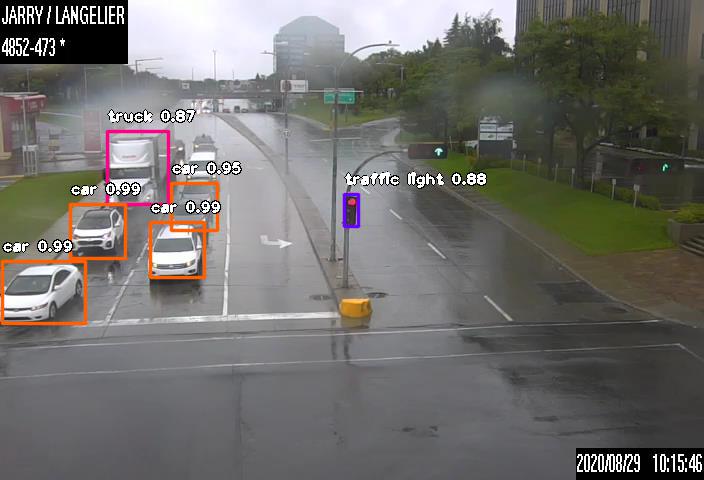 JARRY / LANGELIER
4852-473 *
truck 0.87
car 0.95
traffic light 0.88
car 0.99
car 0.99
car 0.99
2020/08/29 10:15:46